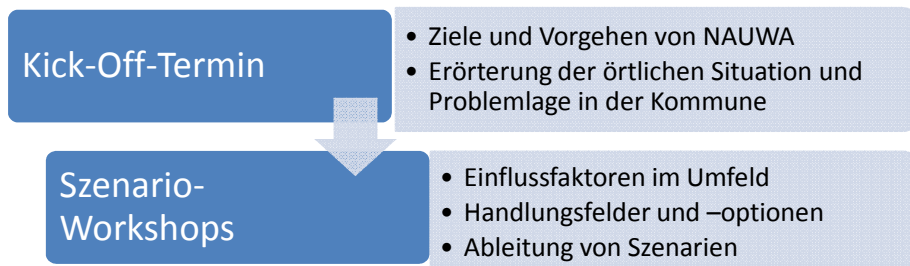 Kick-Off-Termin
• Ziele und Vorgehen von NAUWA
• Erörterung der örtlichen Situation und
Problemlage in der Kommune
Szenario-
Workshops
• Einflussfaktoren im Umfeld
• Handlungsfelder und –optionen
• Ableitung von Szenarien